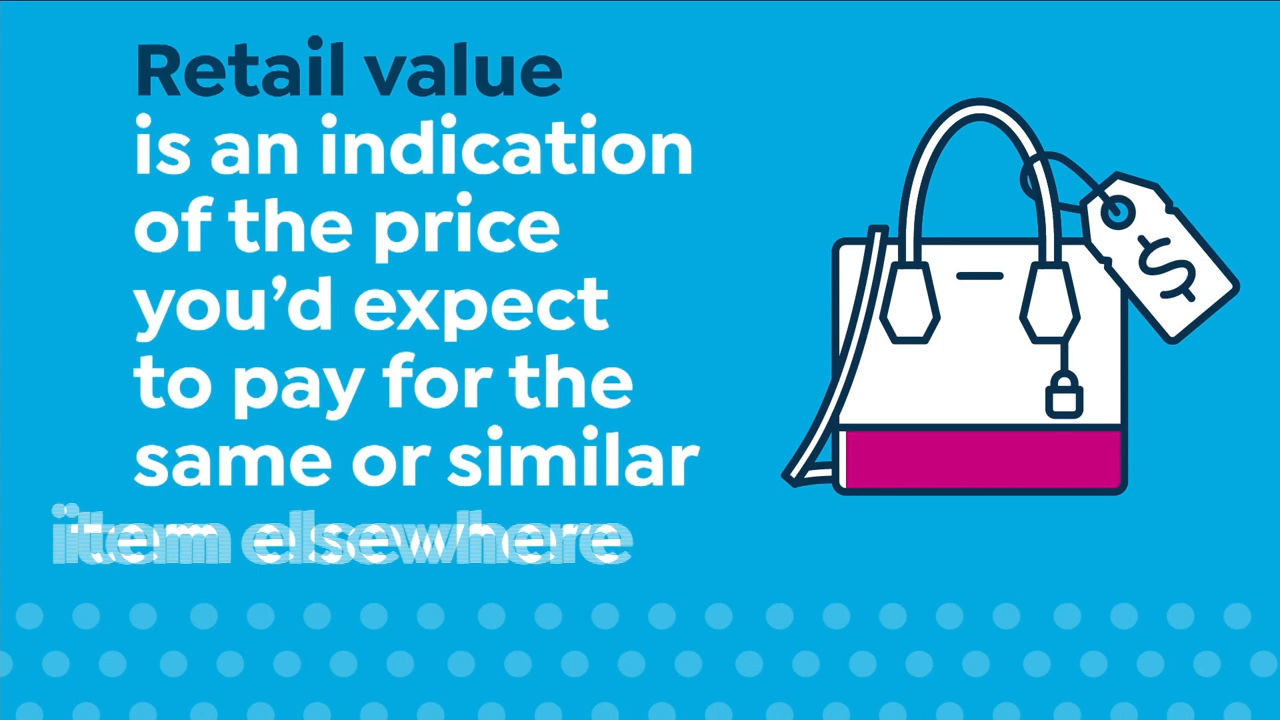 Retail value
is an indication
of the price
you’d expect
to pay for the
same or similar
item elsewhere
$